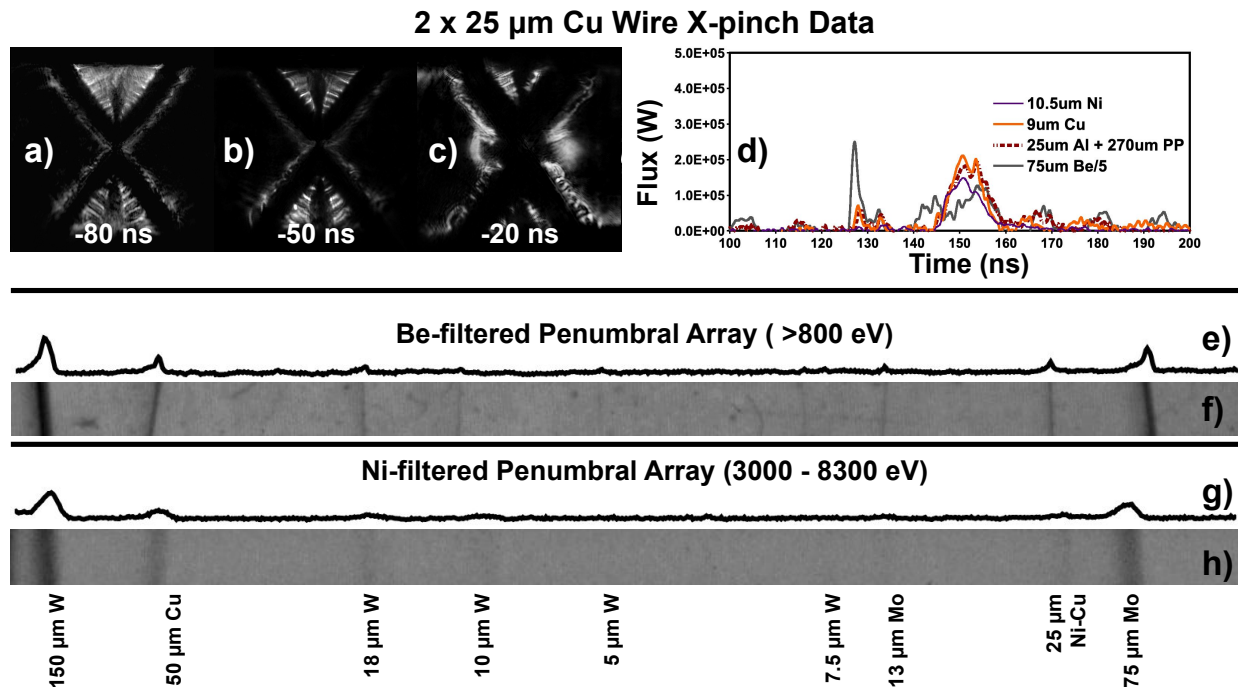 2 x 25 µm Cu Wire X-pinch Data
a)
-80 ns
b)
-50 ns
c)
-20 ns
d)
Flux (W)
5.0E+05
4.0E+05
3.0E+05
2.0E+05
1.0E+05
0.0E+00
10.5um Ni
9um Cu
25um Al + 270um PP
75um Be/5
100 110 120 130 140 150 160 170 180 190 200
Time (ns)
Be-filtered Penumbral Array ( >800 eV)
e)
f)
Ni-filtered Penumbral Array (3000 - 8300 eV)
g)
h)
150 µm W
50 µm Cu
18 µm W
10 µm W
5 µm W
7.5 µm W
13 µm Mo
25 µm
Ni-Cu
75 µm Mo